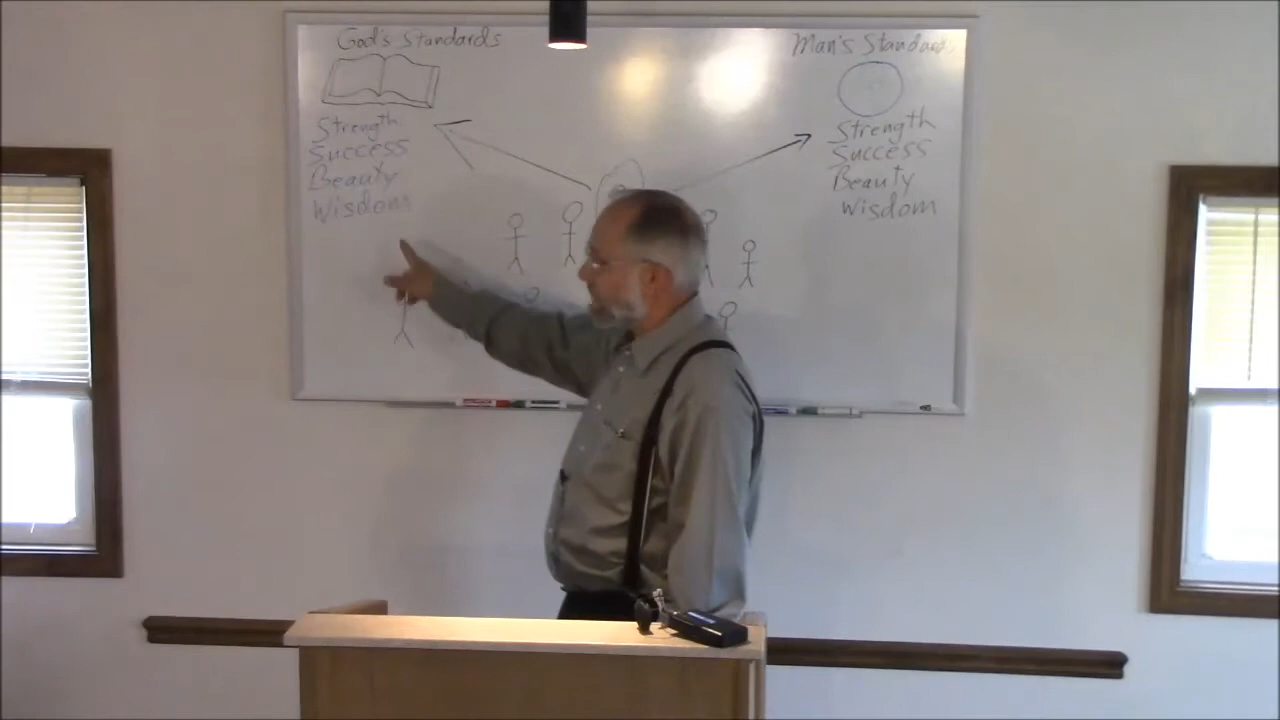 God's Standards
Strength
Success
Beauty
Wisdom
Man's Standards
Strength
Success
Beauty
Wisdom